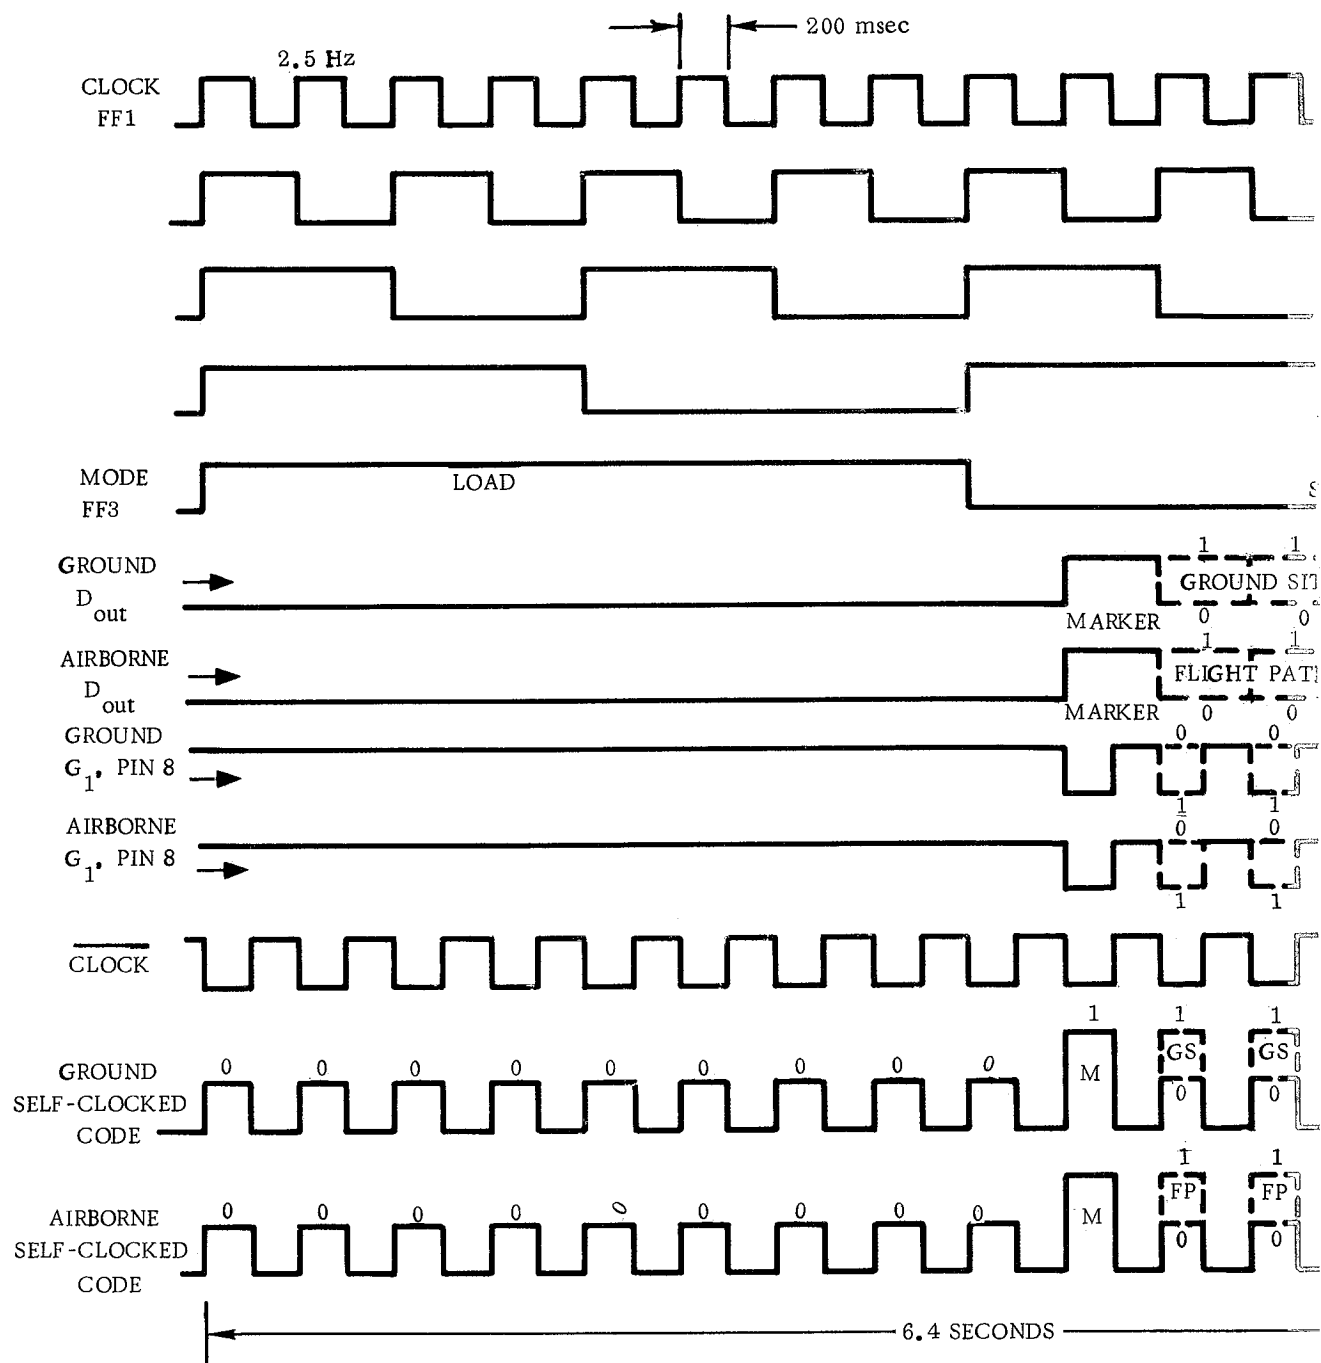 200 msec
2.5 Hz
CLOCK
FF1
MODE
FF3
LOAD
GROUND
D out
1 1
GROUND SIT
MARKER 0 0
AIRBORNE
D out
1 1
FLIGHT PAT
MARKER 0 0
GROUND
G1, PIN 8
0 0
1 1
AIRBORNE
G1, PIN 8
0 0
1 1
CLOCK
1 1 1
GROUND
SELF-CLOCKED
CODE
0 0 0 0 0 0 0 0 0
M GS GS
0 0
1 1
AIRBORNE
SELF-CLOCKED
CODE
0 0 0 0 0 0 0 0 0
M FP FP
0 0
6.4 SECONDS